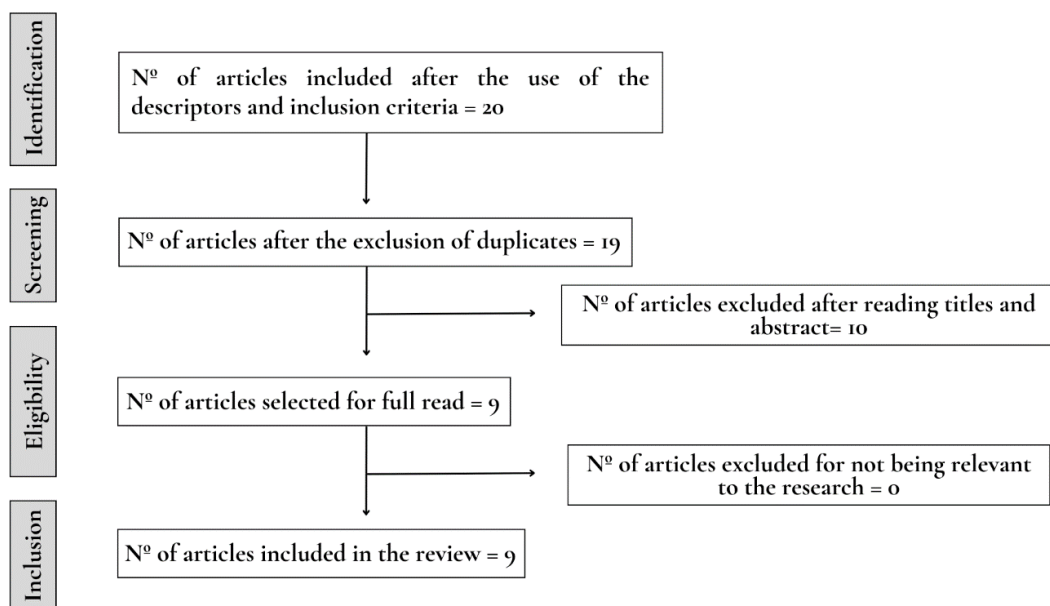 Identification
Nº of articles included after the use of the
descriptors and inclusion criteria = 20
Screening
Nº of articles after the exclusion of duplicates = 19
Nº of articles excluded after reading titles and
abstract= 10
Eligibility
Nº of articles selected for full read = 9
Nº of articles excluded for not being relevant
to the research = 0
Inclusion
Nº of articles included in the review = 9